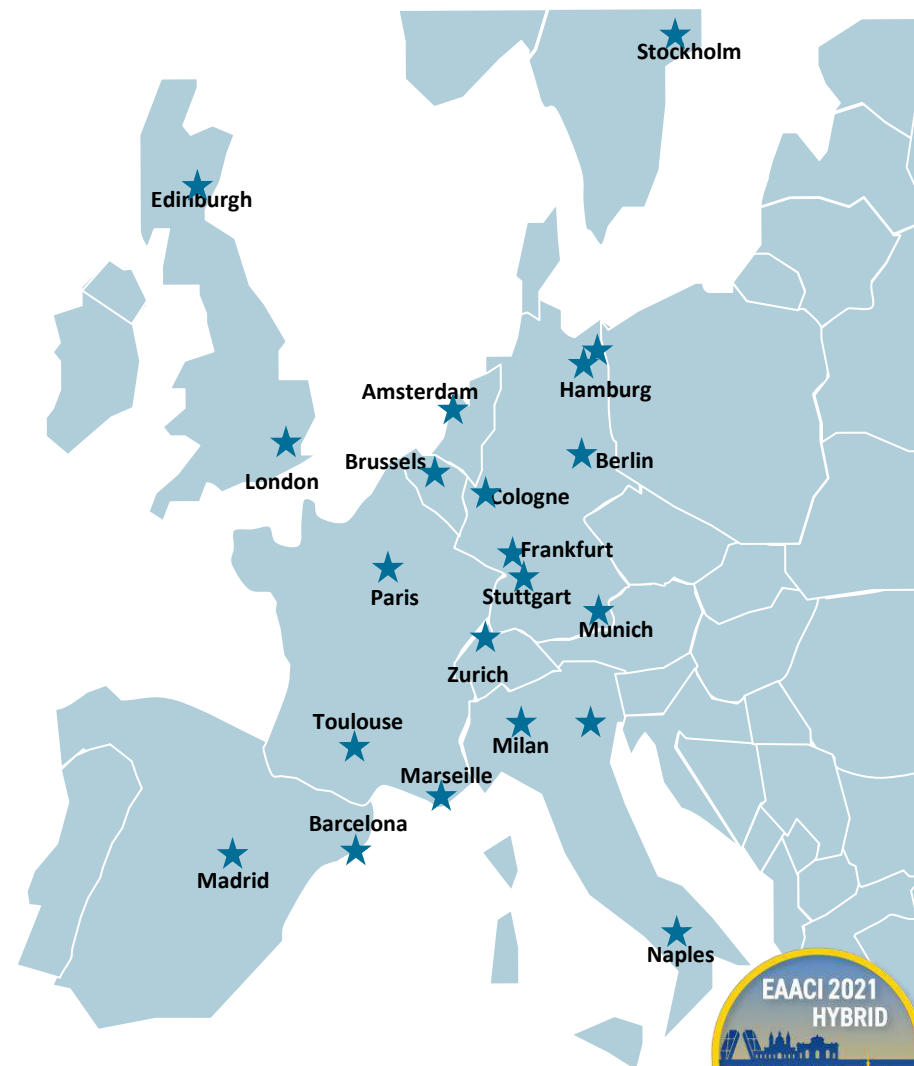 Stockholm
Edinburgh
Hamburg
Amsterdam
Berlin
Brussels
London
Cologne
Frankfurt
Paris
Stuttgart
Munich
Zurich
Toulouse
Milan
Marseille
Barcelona
Madrid
Naples
EAACI 2021
HYBRID